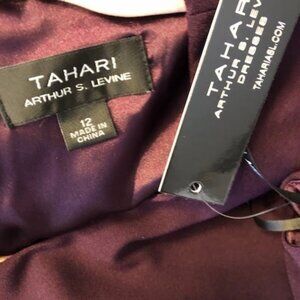 TAHARI
ARTHUR S. LEVINE
12
MADE IN
CHINA
TAHARI
ARTHUR S. LEVINE
DRESSES
TAHARIASL.COM